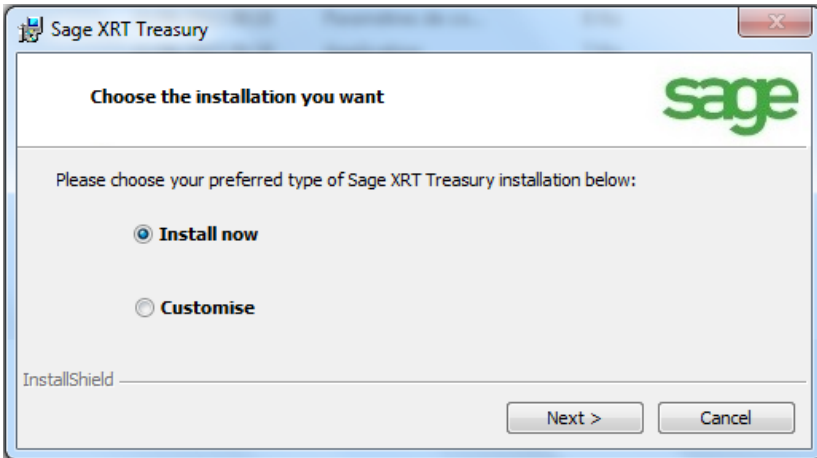 Sage XRT Treasury
Choose the installation you want
sage
Please choose your preferred type of Sage XRT Treasury installation below:
Install now
Customise
InstallShield
Next >
Cancel